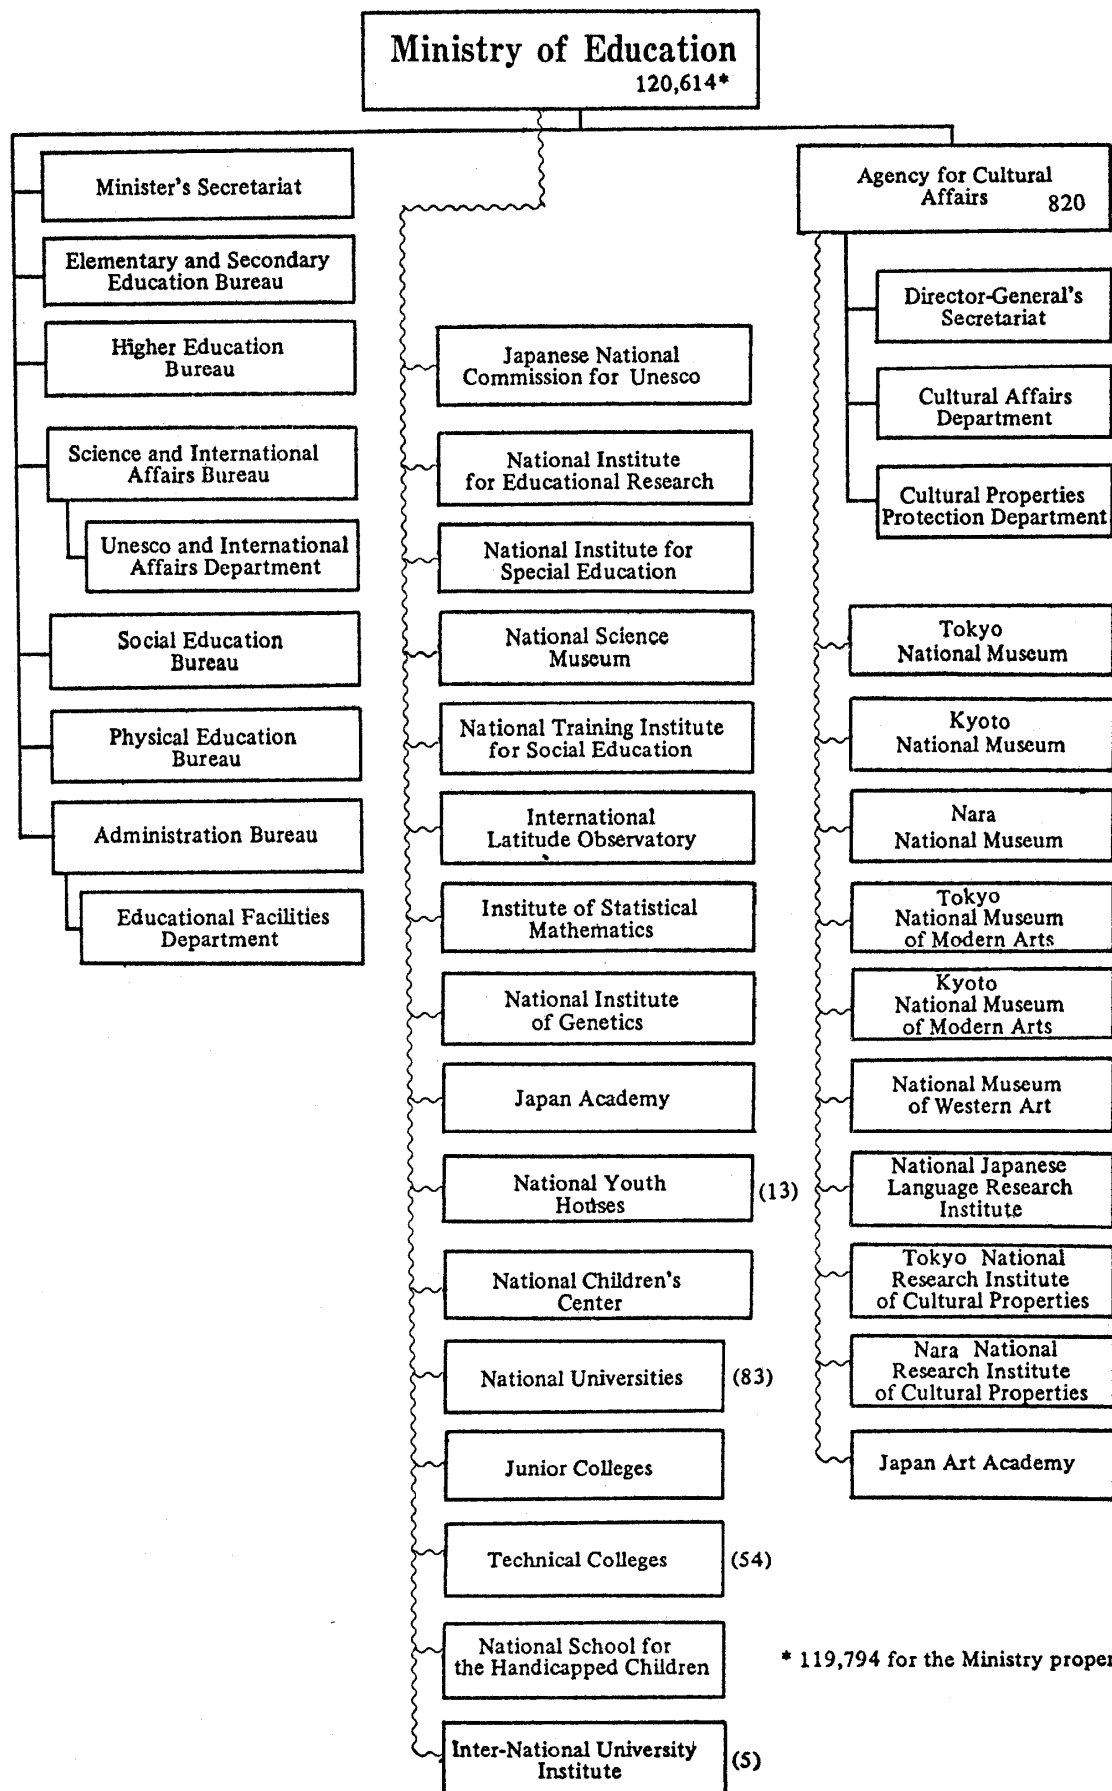 Ministry of Education
120,614*
Minister's Secretariat
Elementary and Secondary
Education Bureau
Higher Education
Bureau
Science and International
Affairs Bureau
Unesco and International
Affairs Department
Social Education
Bureau
Physical Education
Bureau
Administration Bureau
Educational Facilities
Department
Japanese National
Commission for Unesco
National Institute
for Educational Research
National Institute for
Special Education
National Science
Museum
National Training Institute
for Social Education
International
Latitude Observatory
Institute of Statistical
Mathematics
National Institute
of Genetics
Japan Academy
National Youth
Houses
(13)
National Children's
Center
National Universities
(83)
Junior Colleges
Technical Colleges
(54)
National School for
the Handicapped Children
Inter-National University
Institute
(5)
Agency for Cultural
Affairs
820
Director-General's
Secretariat
Cultural Affairs
Department
Cultural Properties
Protection Department
Tokyo
National Museum
Kyoto
National Museum
Nara
National Museum
Tokyo
National Museum
of Modern Arts
Kyoto
National Museum
of Modern Arts
National Museum
of Western Art
National Japanese
Language Research
Institute
Tokyo National
Research Institute
of Cultural Properties
Nara National
Research Institute
of Cultural Properties
Japan Art Academy
* 119,794 for the Ministry proper